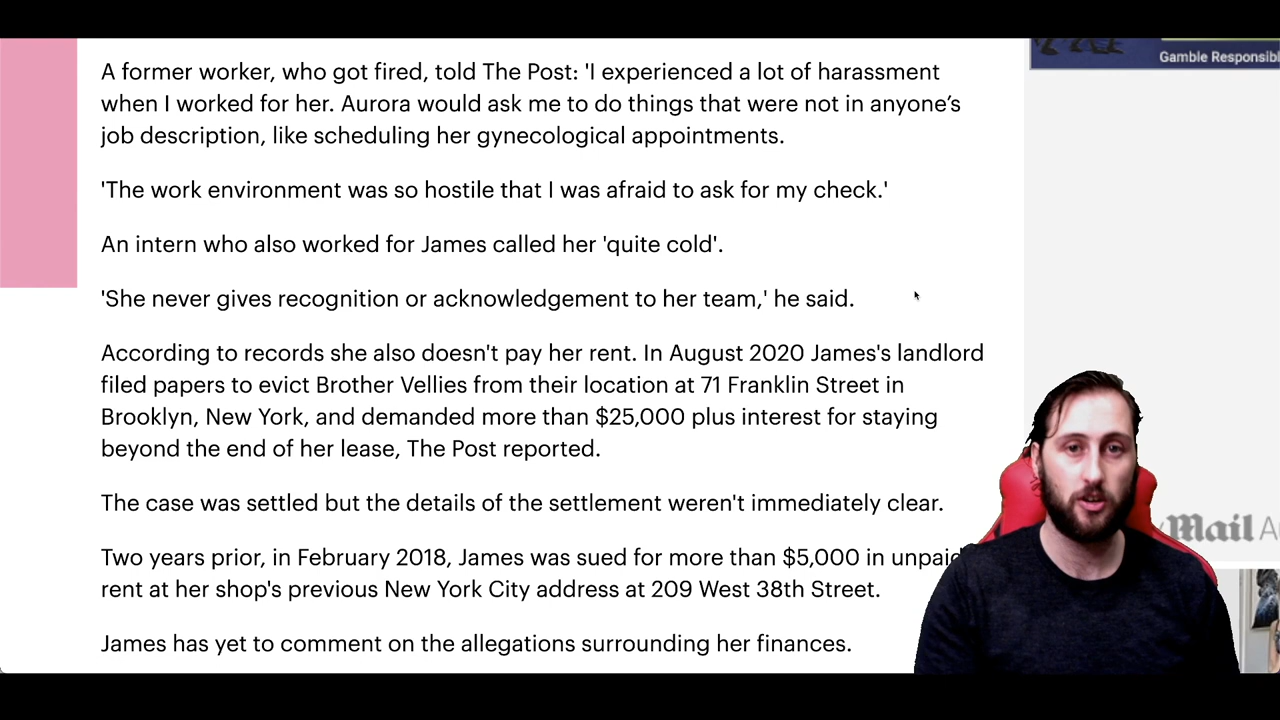 Gamble Responsibl
A former worker, who got fired, told The Post: 'I experienced a lot of harassment
when I worked for her. Aurora would ask me to do things that were not in anyone’s
job description, like scheduling her gynecological appointments.
'The work environment was so hostile that I was afraid to ask for my check.'
An intern who also worked for James called her 'quite cold'.
'She never gives recognition or acknowledgement to her team,' he said.
According to records she also doesn't pay her rent. In August 2020 James's landlord
filed papers to evict Brother Vellies from their location at 71 Franklin Street in
Brooklyn, New York, and demanded more than $25,000 plus interest for staying
beyond the end of her lease, The Post reported.
The case was settled but the details of the settlement weren't immediately clear.
Mail A
Two years prior, in February 2018, James was sued for more than $5,000 in unpaid
rent at her shop's previous New York City address at 209 West 38th Street.
James has yet to comment on the allegations surrounding her finances.